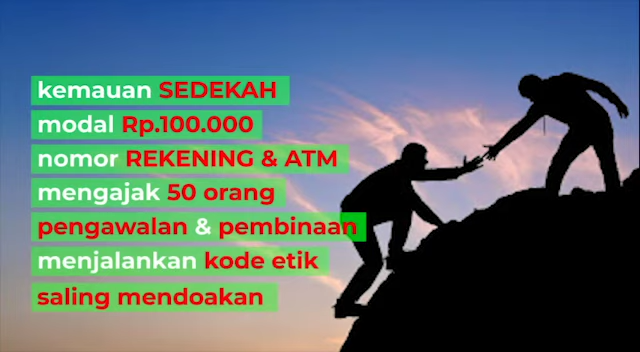 kemauan SEDEKAH
modal Rp.100.000
nomor REKENING & ATM
mengajak 50 orang
pengawalan & pembinaan
menjalankan kode etik
saling mendoakan